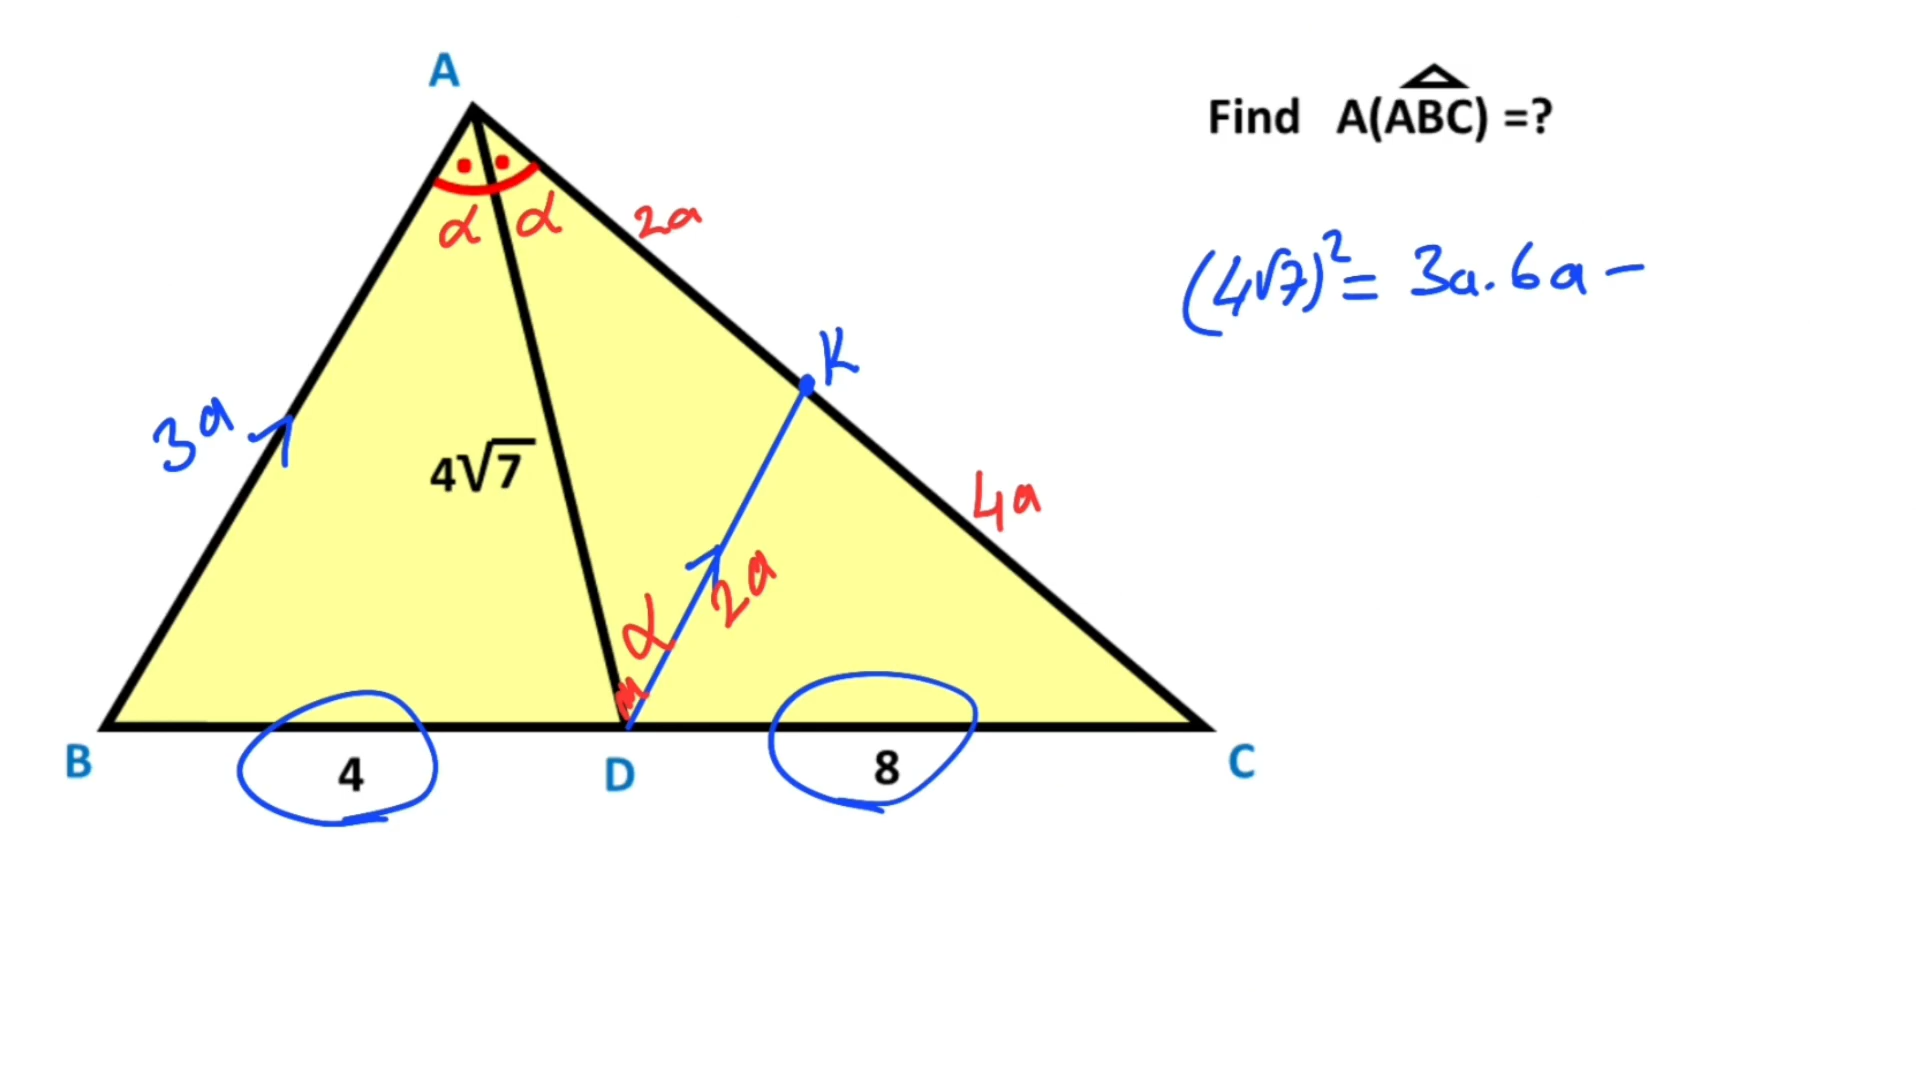 A
Find A(ABC) =?
α α
2a
(4√7)² = 3a.6a −
K
3a
4√7
4a
2a
α
B
4
D
8
C